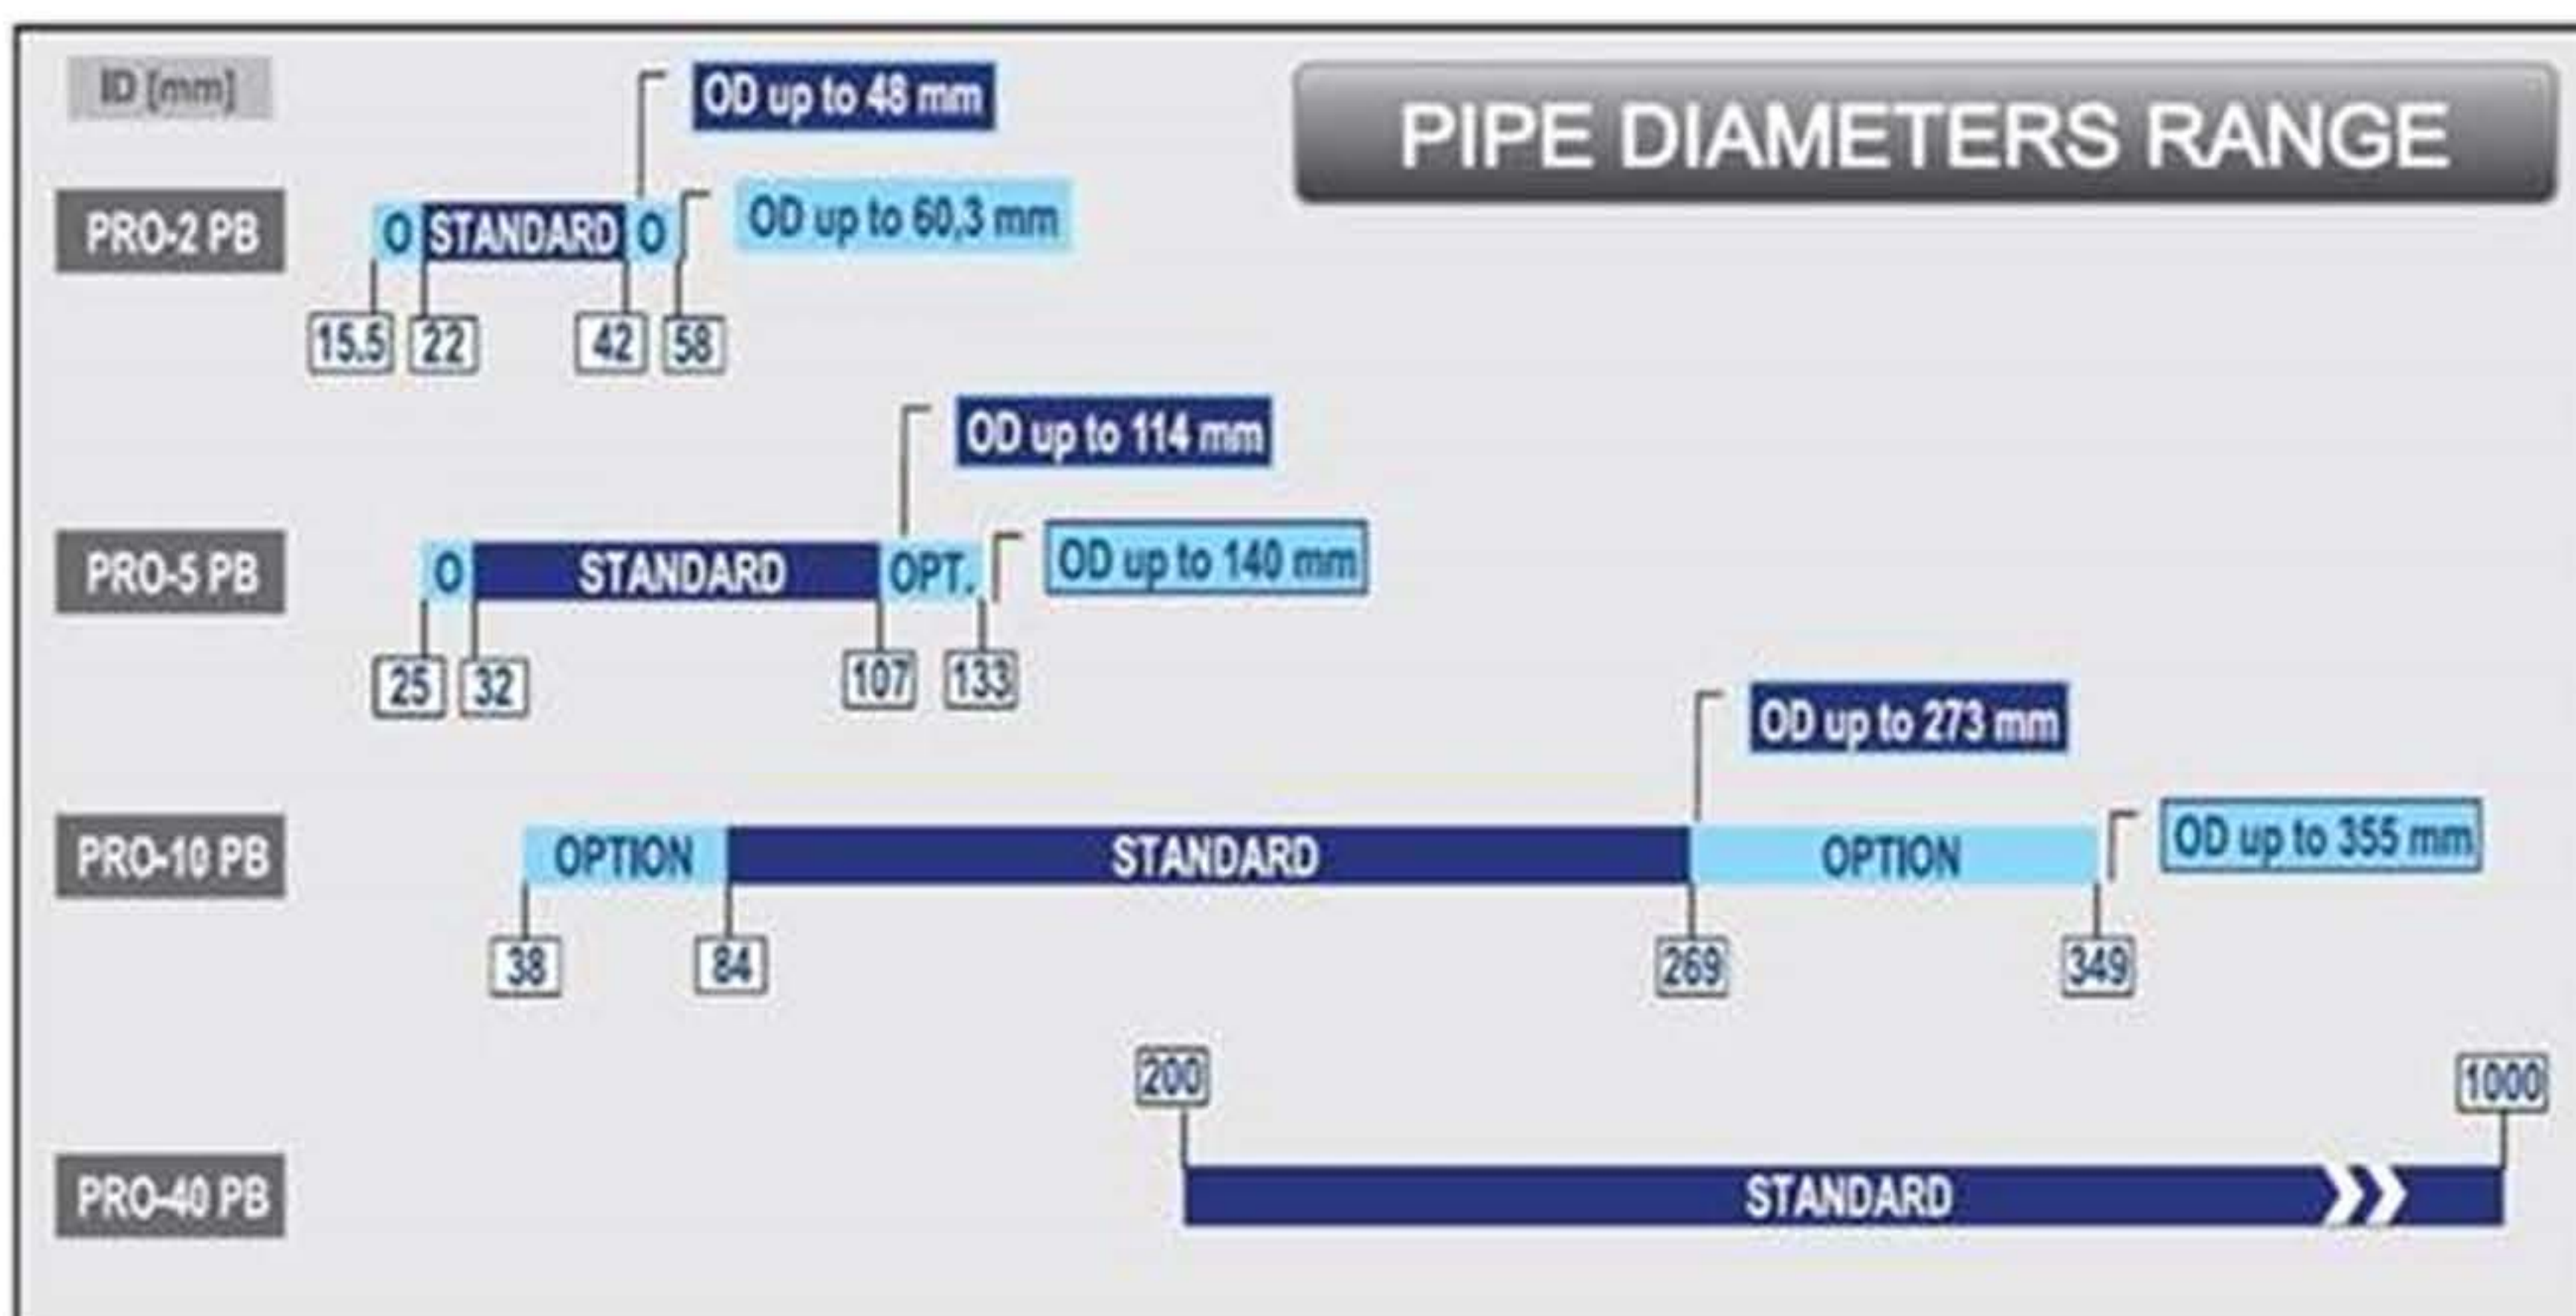 ID [mm]
PIPE DIAMETERS RANGE
OD up to 48 mm
PRO-2 PB
O STANDARD O
OD up to 60,3 mm
15.5 22 42 58
OD up to 114 mm
PRO-5 PB
O STANDARD OPT.
OD up to 140 mm
25 32 107 133
OD up to 273 mm
PRO-10 PB
OPTION STANDARD OPTION
OD up to 355 mm
38 84 269 349
200 1000
PRO-40 PB
STANDARD